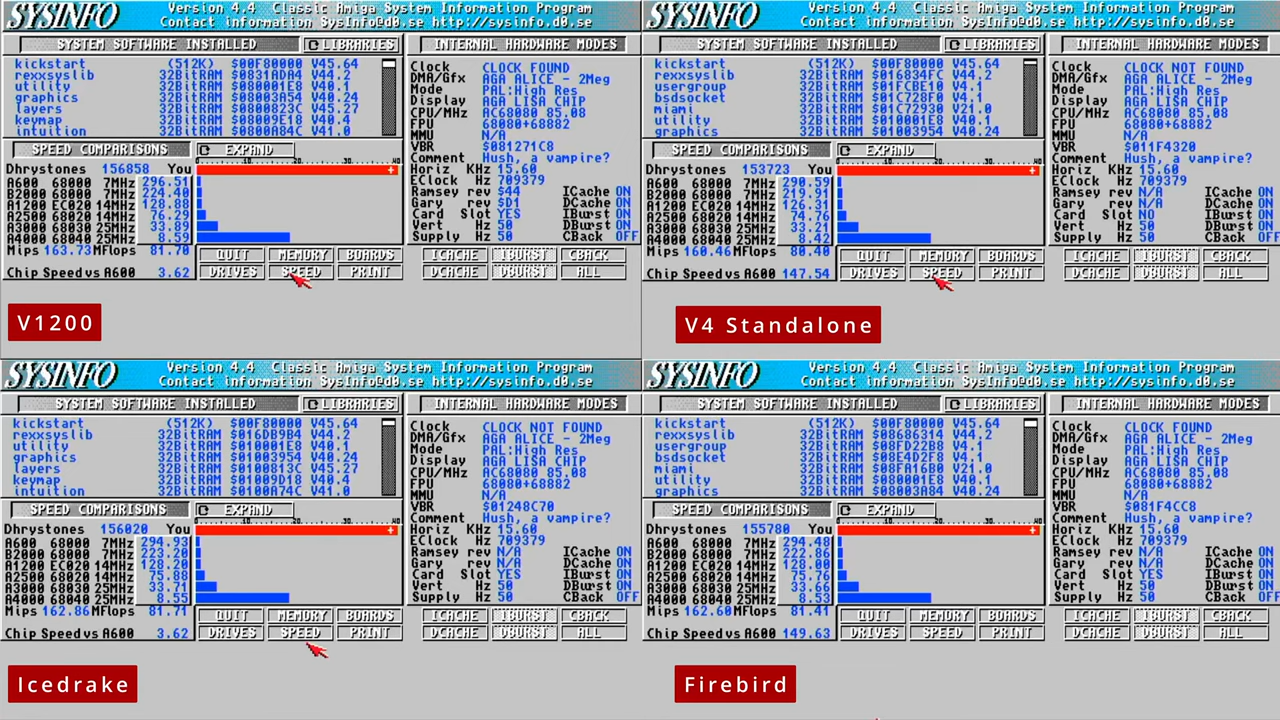 SYSINFO
Version 4.4 Classic Amiga System Information Program
Contact information SysInfo@d0.se http://sysinfo.d0.se
SYSTEM SOFTWARE INSTALLED
LIBRARIES
INTERNAL HARDWARE MODES
kickstart (512K) $00F80000 V45.64
rexxsyslib 32BitRAM $0831ADA4 V44.2
utility 32BitRAM $080001E8 V40.1
graphics 32BitRAM $08003A54 V40.24
layers 32BitRAM $0800823C V45.27
keymap 32BitRAM $08009E18 V40.4
intuition 32BitRAM $0800A84C V41.0
Clock CLOCK FOUND
DMA/Gfx AGA ALICE - 2Meg
Mode PAL:High Res
Display AGA LISA CHIP
CPU/MHz AC68080 85.08
FPU 68080+68882
MMU N/A
VBR $081271C8
Comment Hush, a vampire?
Horiz KHz 15.60
EClock Hz 709379
Ramsey rev $44 ICache ON
Gary rev $D1 DCache ON
Card Slot YES IBurst ON
Vert Hz 50 DBurst ON
Supply Hz 50 CBack OFF
SPEED COMPARISONS
EXPAND
Dhrystones 156858 You
0 10 20 30 40
A600 68000 7MHz 296.51
B2000 68000 7MHz 224.40
A1200 EC020 14MHz 128.88
A2500 68020 14MHz 76.29
A3000 68030 25MHz 33.89
A4000 68040 25MHz 8.59
Mips 163.73 MFlops 81.70
Chip Speed vs A600 3.62
QUIT MEMORY BOARDS
DRIVES SPEED PRINT
ICACHE IBURST CBACK
DCACHE DBURST ALL
V1200
SYSINFO
Version 4.4 Classic Amiga System Information Program
Contact information SysInfo@d0.se http://sysinfo.d0.se
SYSTEM SOFTWARE INSTALLED
LIBRARIES
INTERNAL HARDWARE MODES
kickstart (512K) $00F80000 V45.64
rexxsyslib 32BitRAM $016834FC V44.2
usergroup 32BitRAM $01FCBE10 V4.1
bsdsocket 32BitRAM $01C728F0 V4.1
miami 32BitRAM $01C72930 V21.0
utility 32BitRAM $010001E8 V40.1
graphics 32BitRAM $01003954 V40.24
Clock CLOCK NOT FOUND
DMA/Gfx AGA ALICE - 2Meg
Mode PAL:High Res
Display AGA LISA CHIP
CPU/MHz AC68080 85.08
FPU 68080+68882
MMU N/A
VBR $011F4320
Comment Hush, a vampire?
Horiz KHz 15.60
EClock Hz 709379
Ramsey rev N/A ICache ON
Gary rev N/A DCache ON
Card Slot NO IBurst ON
Vert Hz 50 DBurst ON
Supply Hz 50 CBack OFF
SPEED COMPARISONS
EXPAND
Dhrystones 153723 You
0 10 20 30 40
A600 68000 7MHz 290.59
B2000 68000 7MHz 219.91
A1200 EC020 14MHz 126.31
A2500 68020 14MHz 74.76
A3000 68030 25MHz 33.21
A4000 68040 25MHz 8.42
Mips 160.46 MFlops 80.40
Chip Speed vs A600 147.54
QUIT MEMORY BOARDS
DRIVES SPEED PRINT
ICACHE IBURST CBACK
DCACHE DBURST ALL
V4 Standalone
SYSINFO
Version 4.4 Classic Amiga System Information Program
Contact information SysInfo@d0.se http://sysinfo.d0.se
SYSTEM SOFTWARE INSTALLED
LIBRARIES
INTERNAL HARDWARE MODES
kickstart (512K) $00F80000 V45.64
rexxsyslib 32BitRAM $016DB9B4 V44.2
utility 32BitRAM $010001E8 V40.1
graphics 32BitRAM $01003954 V40.24
layers 32BitRAM $0100813C V45.27
keymap 32BitRAM $01009D18 V40.4
intuition 32BitRAM $0100A74C V41.0
Clock CLOCK NOT FOUND
DMA/Gfx AGA ALICE - 2Meg
Mode PAL:High Res
Display AGA LISA CHIP
CPU/MHz AC68080 85.08
FPU 68080+68882
MMU N/A
VBR $01248C70
Comment Hush, a vampire?
Horiz KHz 15.60
EClock Hz 709379
Ramsey rev N/A ICache ON
Gary rev N/A DCache ON
Card Slot YES IBurst ON
Vert Hz 50 DBurst ON
Supply Hz 50 CBack OFF
SPEED COMPARISONS
EXPAND
Dhrystones 156020 You
0 10 20 30 40
A600 68000 7MHz 294.93
B2000 68000 7MHz 223.20
A1200 EC020 14MHz 128.20
A2500 68020 14MHz 75.88
A3000 68030 25MHz 33.71
A4000 68040 25MHz 8.55
Mips 162.86 MFlops 81.71
Chip Speed vs A600 3.62
QUIT MEMORY BOARDS
DRIVES SPEED PRINT
ICACHE IBURST CBACK
DCACHE DBURST ALL
Icedrake
SYSINFO
Version 4.4 Classic Amiga System Information Program
Contact information SysInfo@d0.se http://sysinfo.d0.se
SYSTEM SOFTWARE INSTALLED
LIBRARIES
INTERNAL HARDWARE MODES
kickstart (512K) $00F80000 V45.64
rexxsyslib 32BitRAM $08686314 V44.2
usergroup 32BitRAM $08FD22B8 V4.1
bsdsocket 32BitRAM $08E4D2F8 V4.1
miami 32BitRAM $08FA16B0 V21.0
utility 32BitRAM $080001E8 V40.1
graphics 32BitRAM $08003A84 V40.24
Clock CLOCK NOT FOUND
DMA/Gfx AGA ALICE - 2Meg
Mode PAL:High Res
Display AGA LISA CHIP
CPU/MHz AC68080 85.08
FPU 68080+68882
MMU N/A
VBR $081F4CC8
Comment Hush, a vampire?
Horiz KHz 15.60
EClock Hz 709379
Ramsey rev N/A ICache ON
Gary rev N/A DCache ON
Card Slot YES IBurst ON
Vert Hz 50 DBurst ON
Supply Hz 50 CBack OFF
SPEED COMPARISONS
EXPAND
Dhrystones 155780 You
0 10 20 30 40
A600 68000 7MHz 294.48
B2000 68000 7MHz 222.86
A1200 EC020 14MHz 128.00
A2500 68020 14MHz 75.76
A3000 68030 25MHz 33.66
A4000 68040 25MHz 8.53
Mips 162.60 MFlops 81.41
Chip Speed vs A600 149.63
QUIT MEMORY BOARDS
DRIVES SPEED PRINT
ICACHE IBURST CBACK
DCACHE DBURST ALL
Firebird